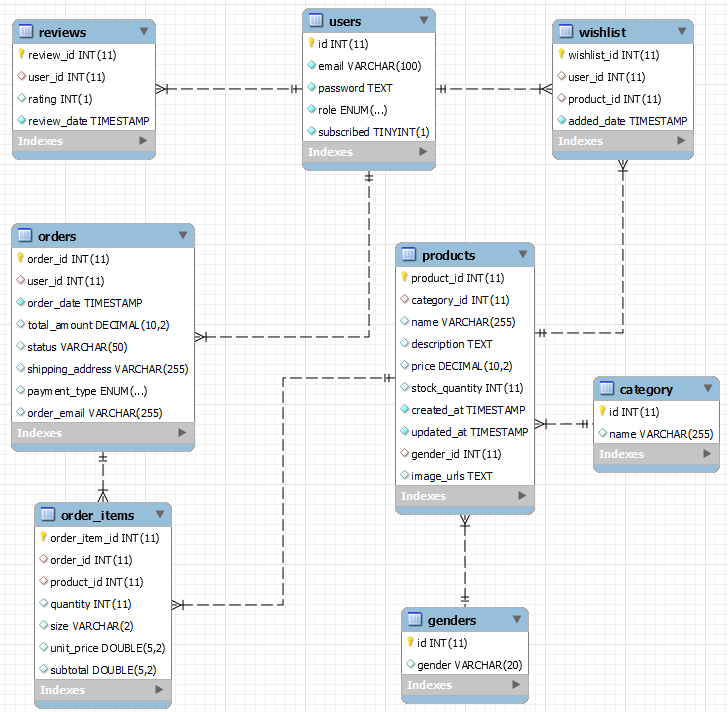 reviews
review_id INT(11)
user_id INT(11)
rating INT(1)
review_date TIMESTAMP
Indexes
users
id INT(11)
email VARCHAR(100)
password TEXT
role ENUM(...)
subscribed TINYINT(1)
Indexes
wishlist
wishlist_id INT(11)
user_id INT(11)
product_id INT(11)
added_date TIMESTAMP
Indexes
orders
order_id INT(11)
user_id INT(11)
order_date TIMESTAMP
total_amount DECIMAL(10,2)
status VARCHAR(50)
shipping_address VARCHAR(255)
payment_type ENUM(...)
order_email VARCHAR(255)
Indexes
products
product_id INT(11)
category_id INT(11)
name VARCHAR(255)
description TEXT
price DECIMAL(10,2)
stock_quantity INT(11)
created_at TIMESTAMP
updated_at TIMESTAMP
gender_id INT(11)
image_urls TEXT
Indexes
category
id INT(11)
name VARCHAR(255)
Indexes
order_items
order_item_id INT(11)
order_id INT(11)
product_id INT(11)
quantity INT(11)
size VARCHAR(2)
unit_price DOUBLE(5,2)
subtotal DOUBLE(5,2)
Indexes
genders
id INT(11)
gender VARCHAR(20)
Indexes